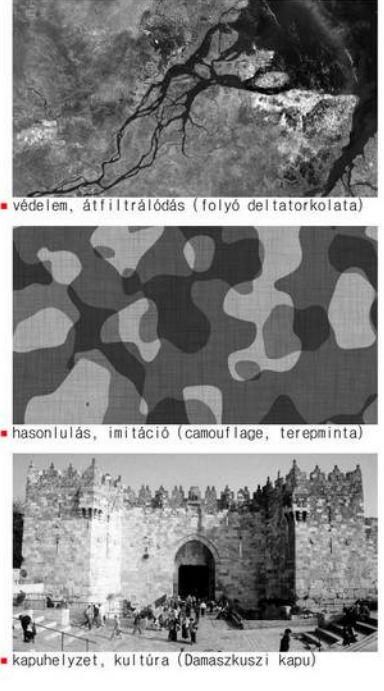 védelem, átfiltrálódás (folyó deltatorkolata)
hasonlulás, imitáció (camouflage, terepminta)
kapuhelyzet, kultúra (Damaszkuszi kapu)